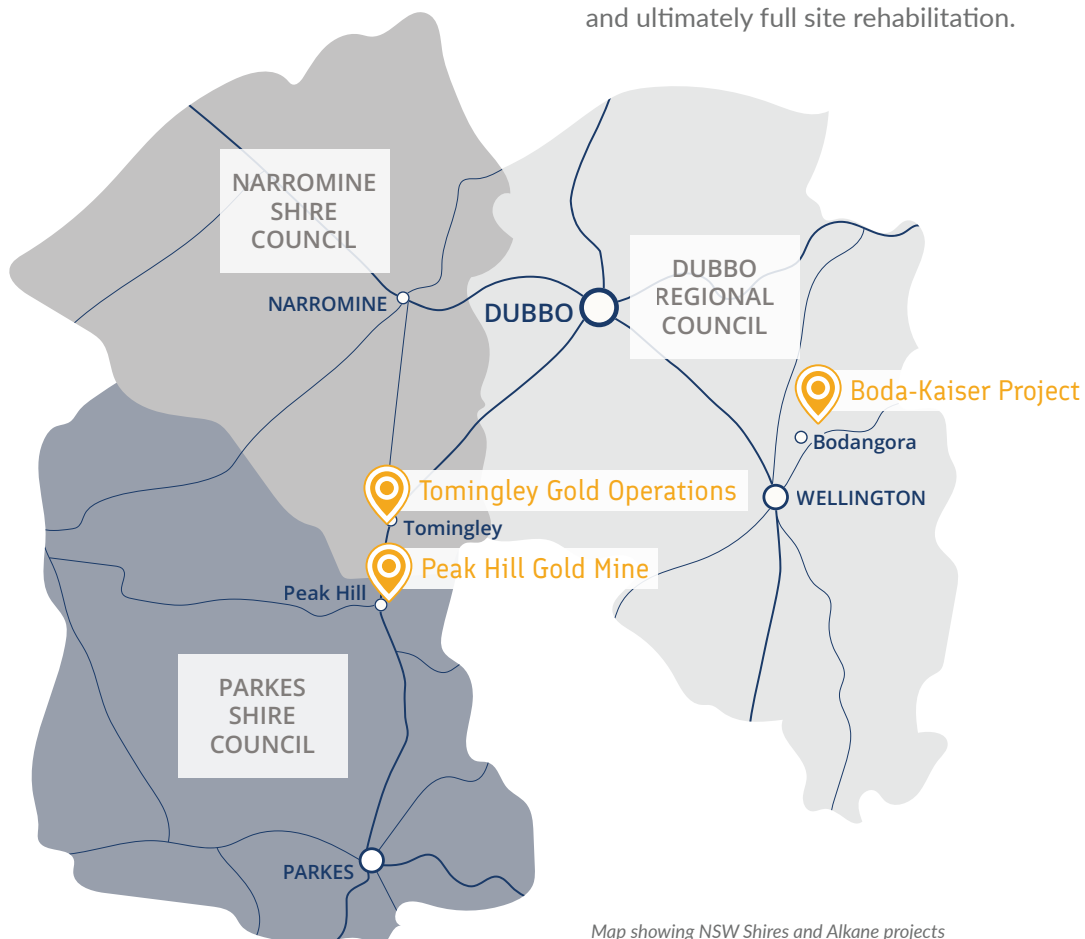 and ultimately full site rehabilitation.
NARROMINE
SHIRE
COUNCIL
NARROMINE
DUBBO
DUBBO
REGIONAL
COUNCIL
Boda-Kaiser Project
Bodangora
Tomingley Gold Operations
WELLINGTON
Tomingley
Peak Hill Gold Mine
Peak Hill
PARKES
SHIRE
COUNCIL
PARKES
Map showing NSW Shires and Alkane projects